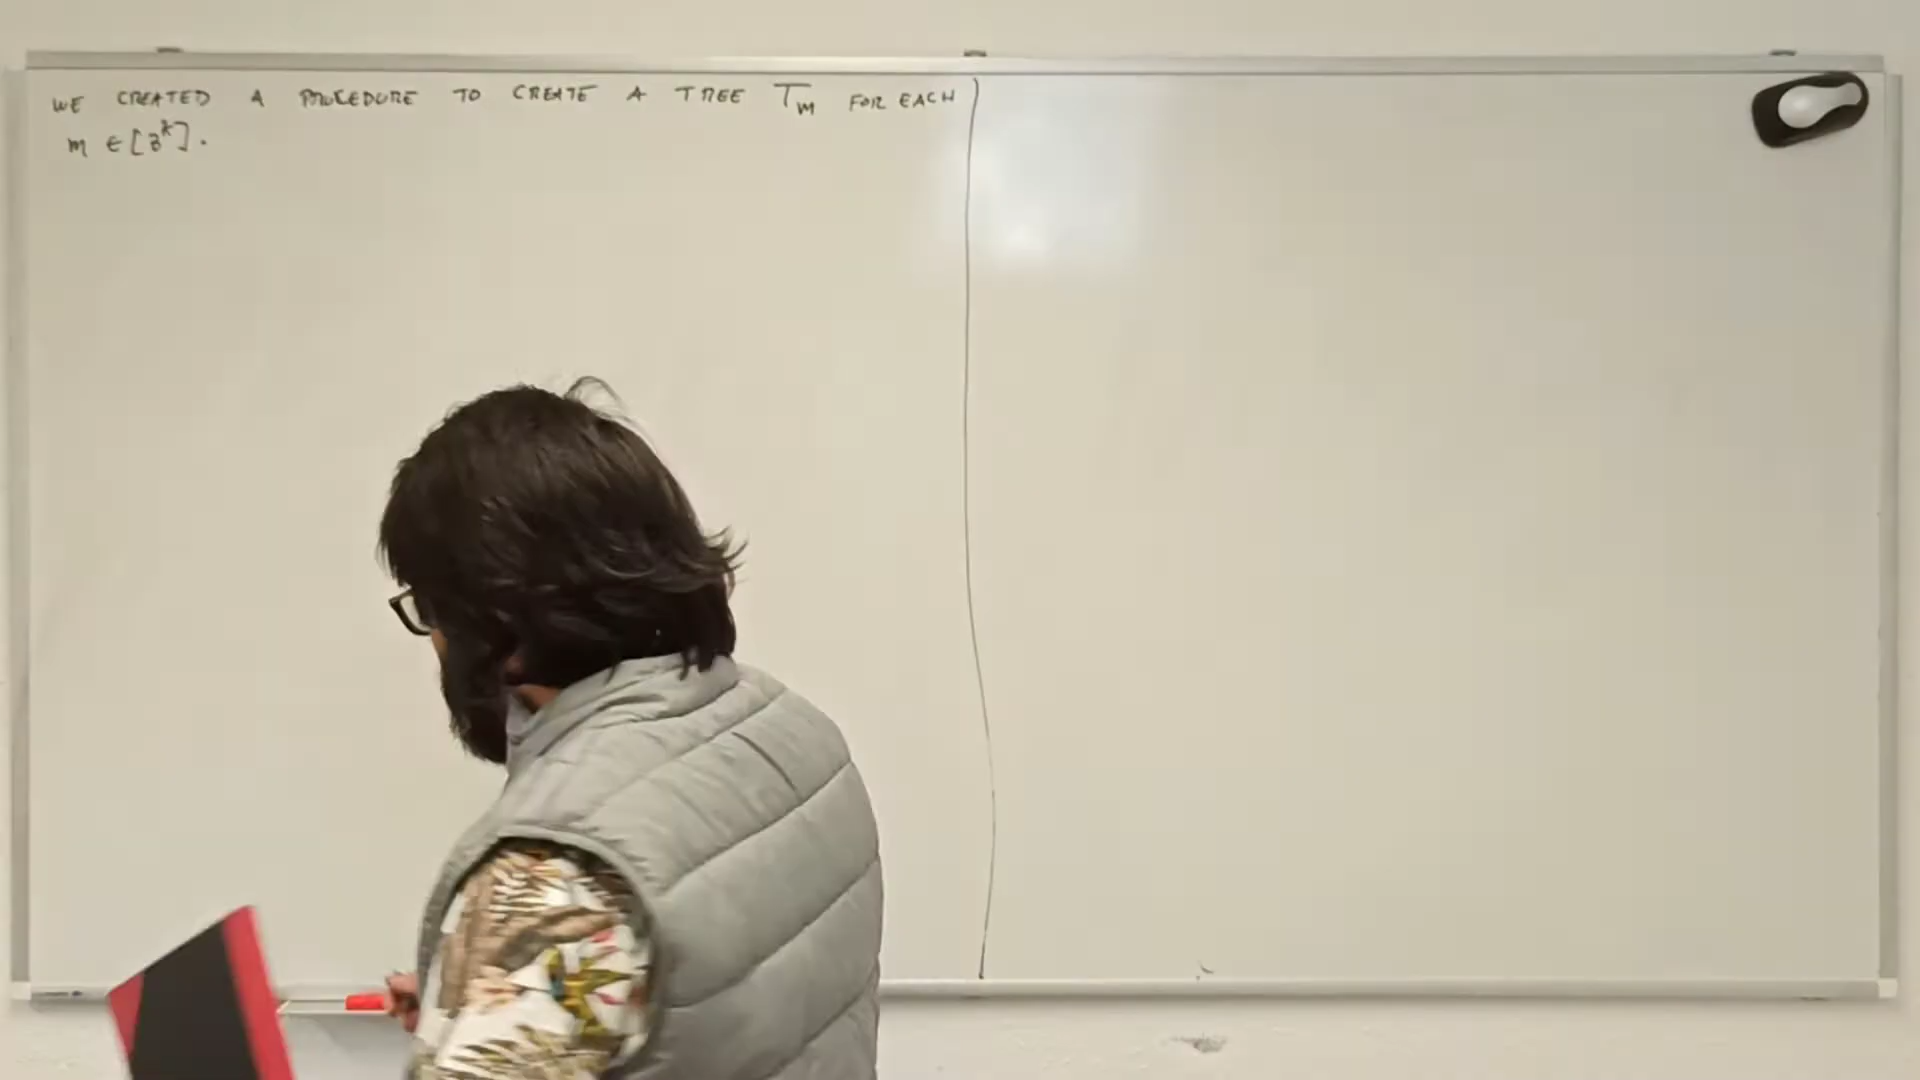 WE CREATED A PROCEDURE TO CREATE A TREE T_m FOR EACH
m ∈ [3^k].